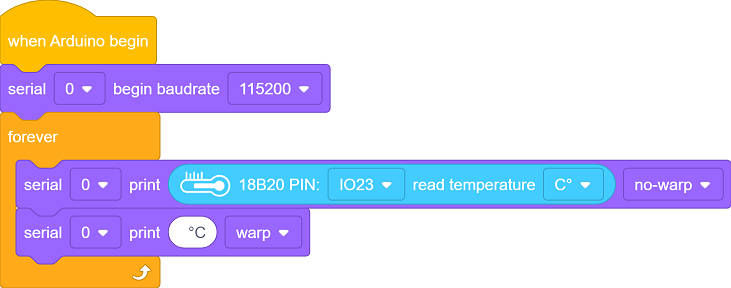 when Arduino begin
serial 0 begin baudrate 115200
forever
serial 0 print 18B20 PIN: IO23 read temperature C° no-warp
serial 0 print °C warp